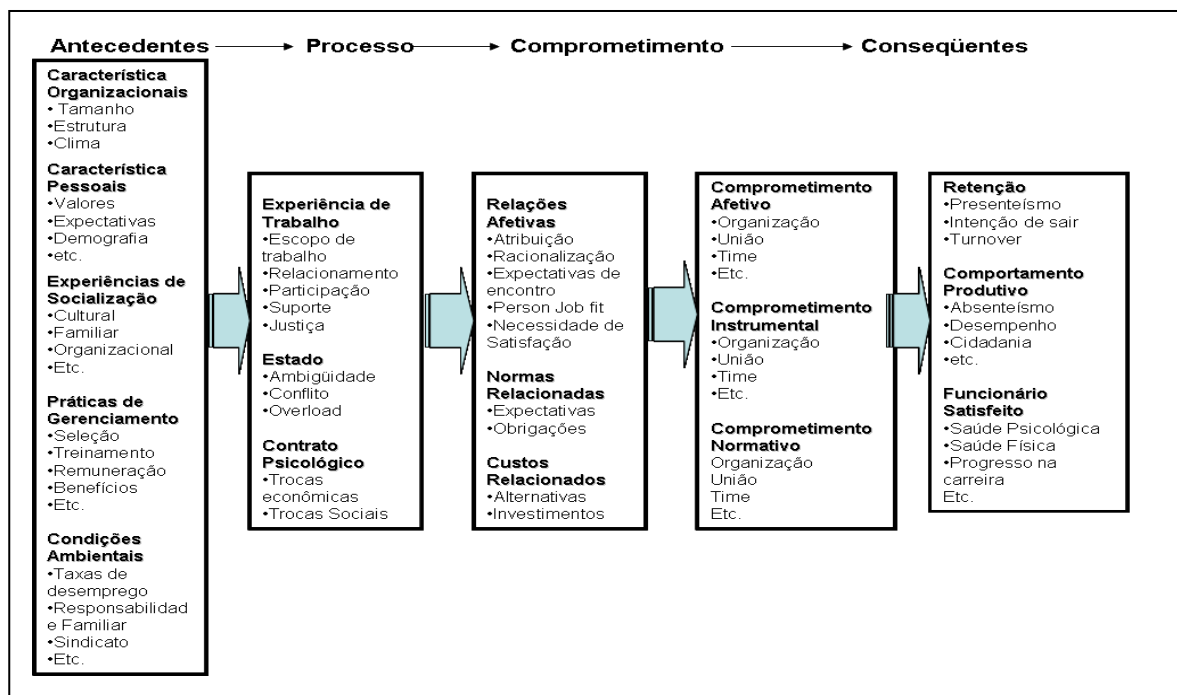 Antecedentes
Processo
Comprometimento
Conseqüentes
Característica
Organizacionais
• Tamanho
•Estrutura
•Clima
Característica
Pessoais
•Valores
•Expectativas
•Demografia
•etc.
Experiências de
Socialização
•Cultural
•Familiar
•Organizacional
•Etc.
Práticas de
Gerenciamento
•Seleção
•Treinamento
•Remuneração
•Benefícios
•Etc.
Condições
Ambientais
•Taxas de
desemprego
•Responsabilidad
e Familiar
•Sindicato
•Etc.
Experiência de
Trabalho
•Escopo de
trabalho
•Relacionamento
•Participação
•Suporte
•Justiça
Estado
•Ambigüidade
•Conflito
•Overload
Contrato
Psicológico
•Trocas
econômicas
•Trocas Sociais
Relações
Afetivas
•Atribuição
•Racionalização
•Expectativas de
encontro
•Person Job fit
•Necessidade de
Satisfação
Normas
Relacionadas
•Expectativas
•Obrigações
Custos
Relacionados
•Alternativas
•Investimentos
Comprometimento
Afetivo
•Organização
•União
•Time
•Etc.
Comprometimento
Instrumental
•Organização
•União
•Time
•Etc.
Comprometimento
Normativo
Organização
União
Time
Etc.
Retenção
•Presenteísmo
•Intenção de sair
•Turnover
Comportamento
Produtivo
•Absenteísmo
•Desempenho
•Cidadania
•etc.
Funcionário
Satisfeito
•Saúde Psicológica
•Saúde Física
•Progresso na
carreira
Etc.